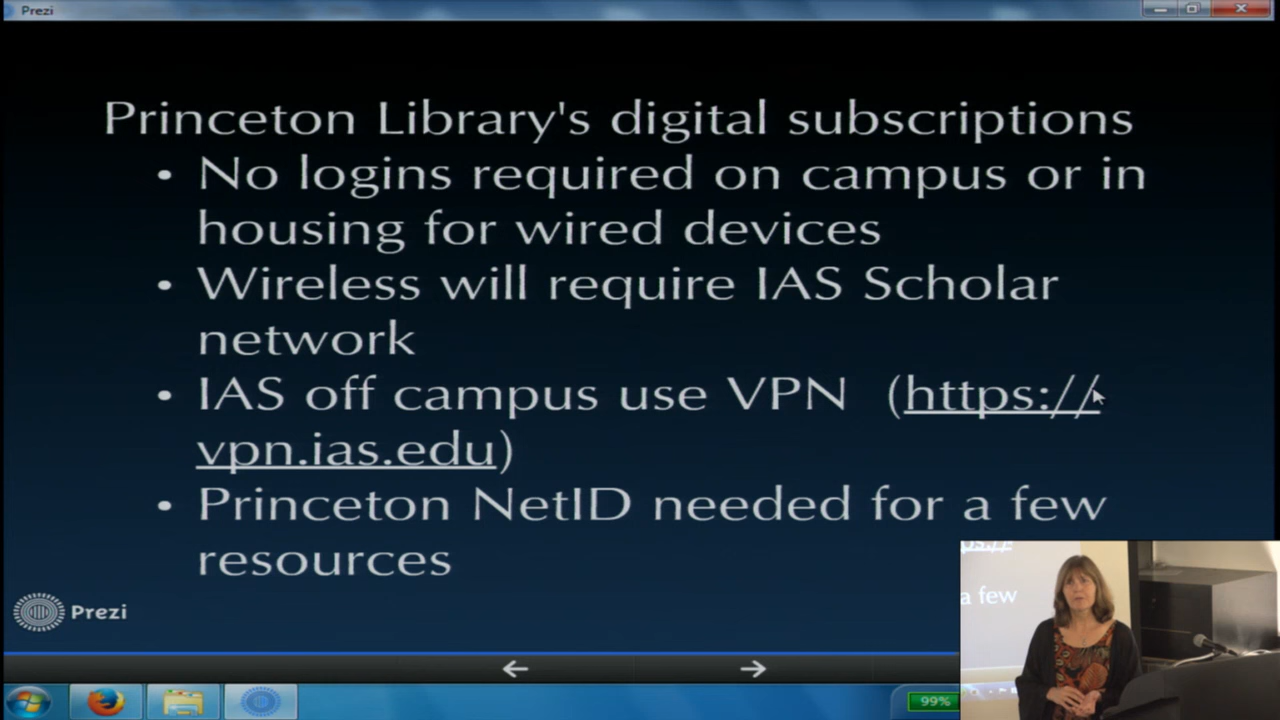 Prezi
Princeton Library's digital subscriptions
• No logins required on campus or in
housing for wired devices
• Wireless will require IAS Scholar
network
• IAS off campus use VPN (https://
vpn.ias.edu)
• Princeton NetID needed for a few
resources
a few
Prezi
99%